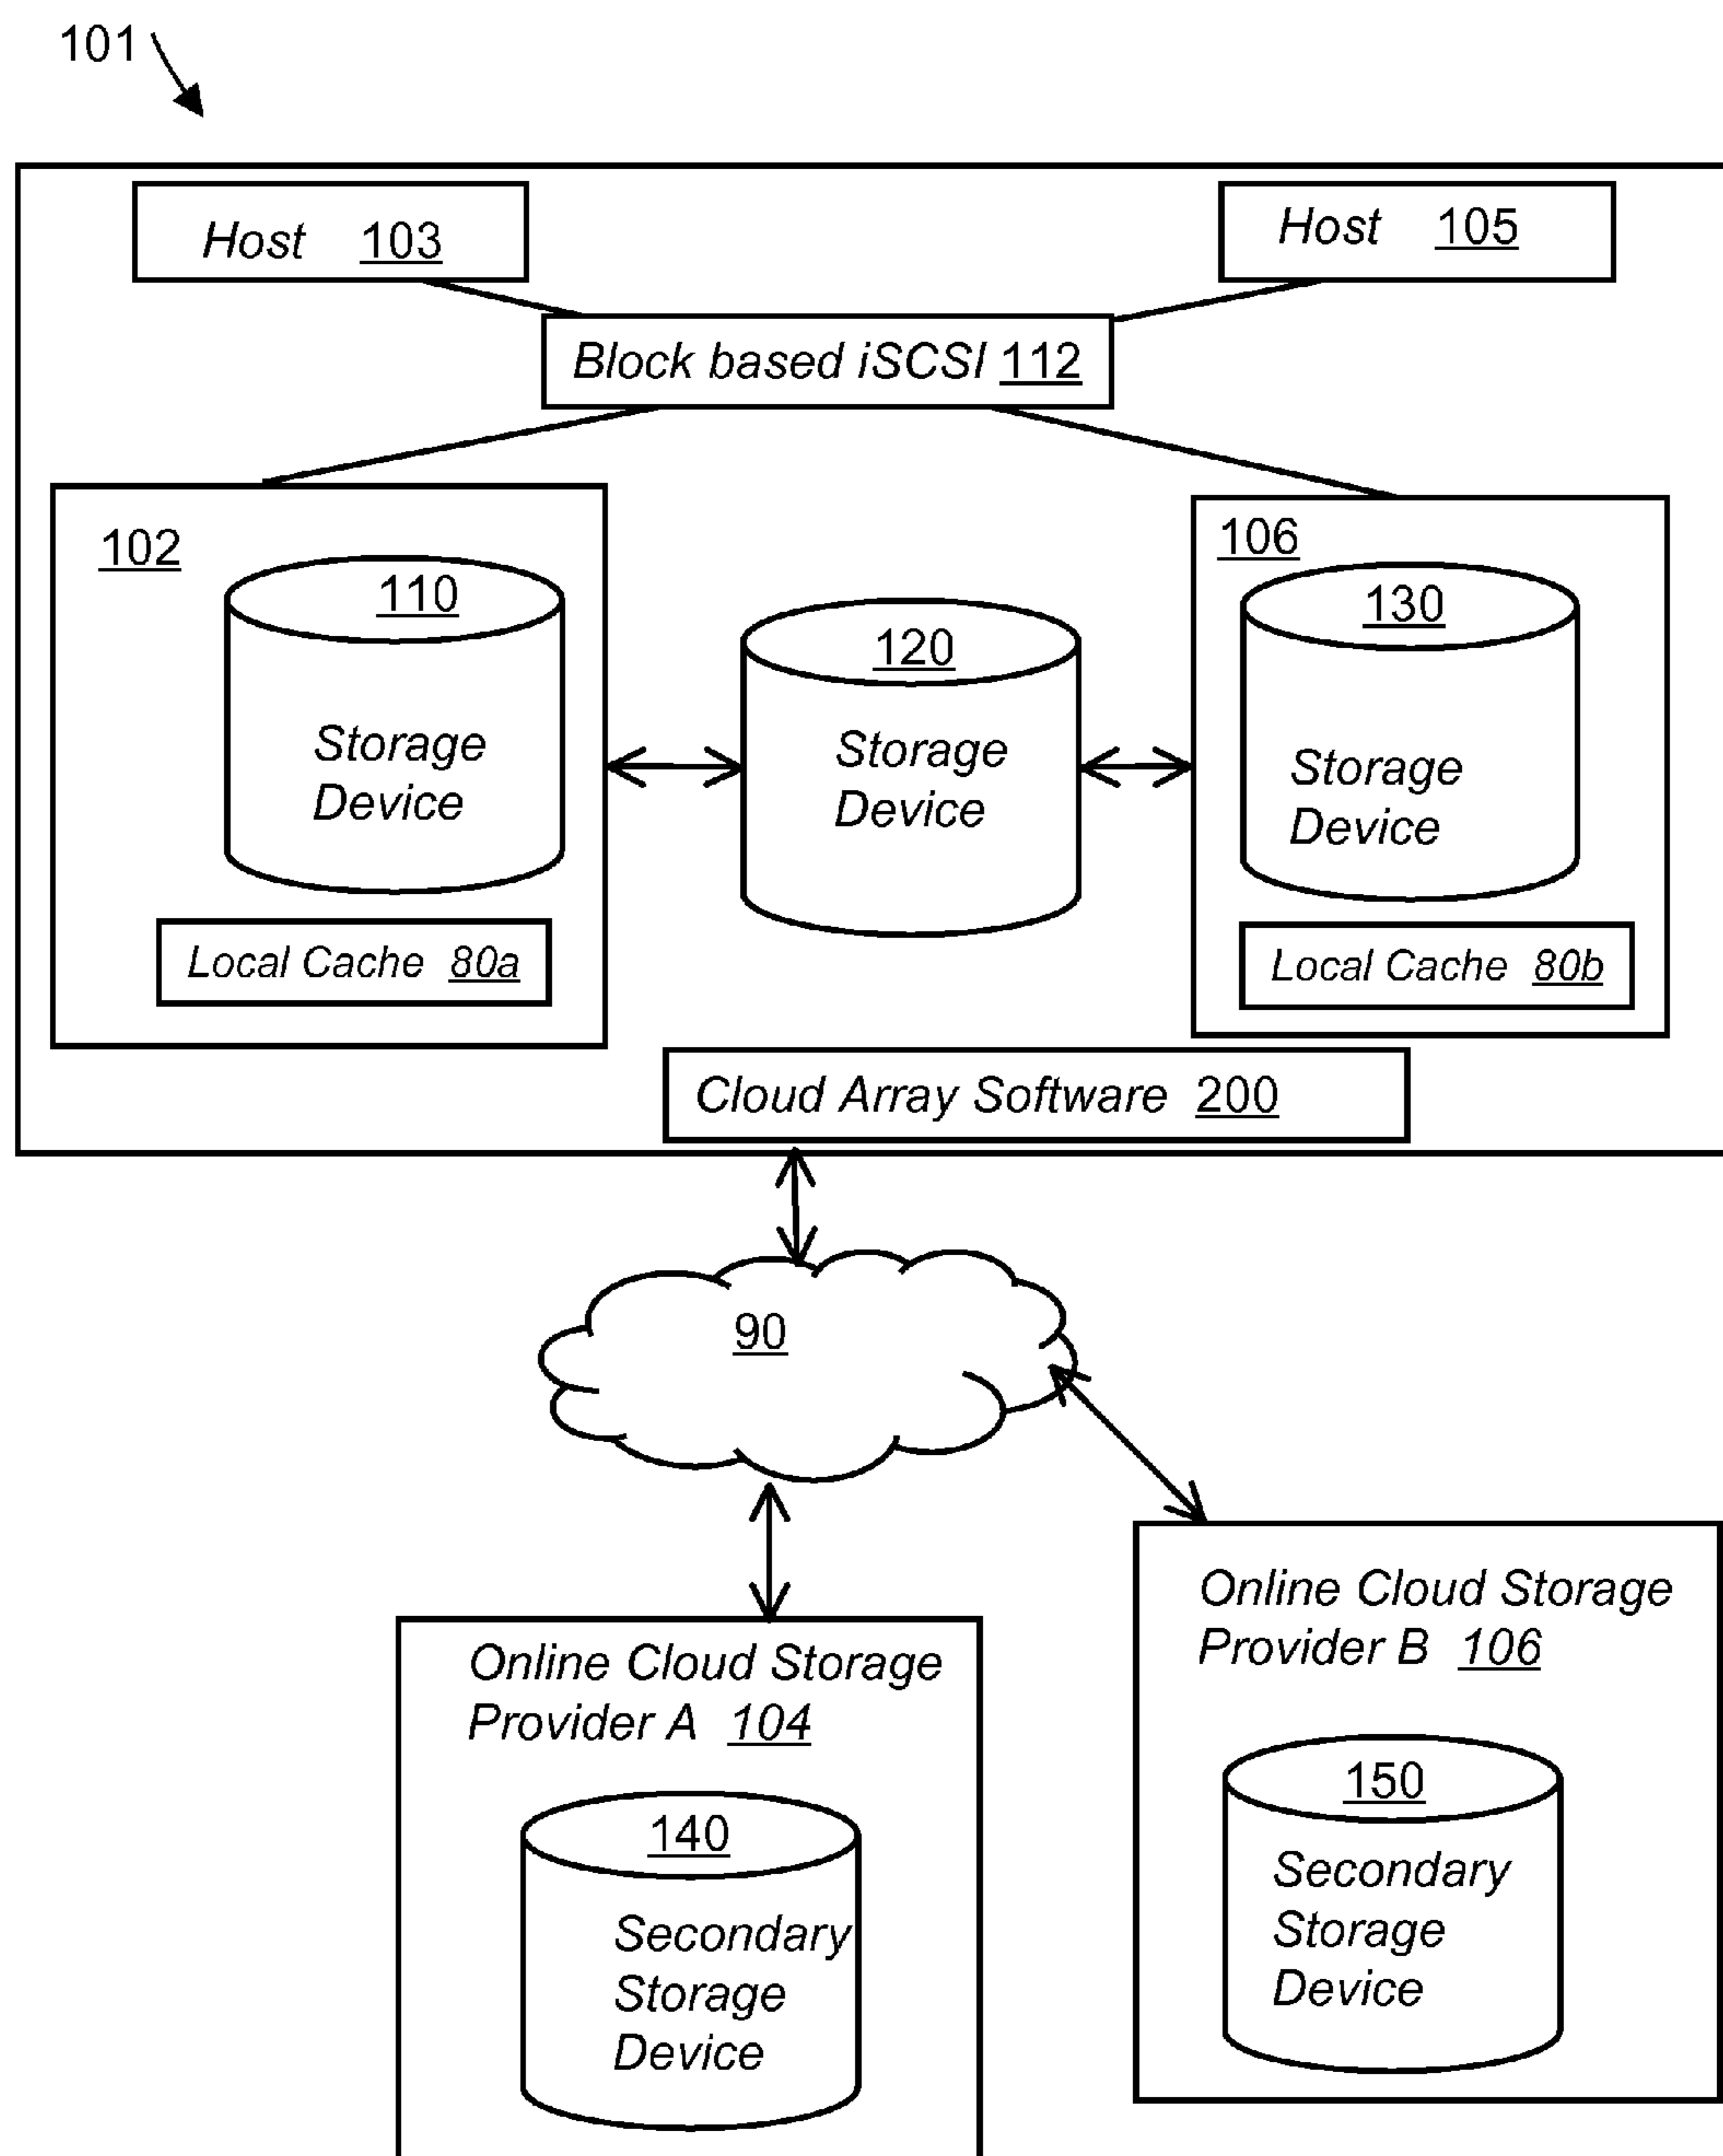 101
Host 103
Host 105
Block based iSCSI 112
102
110
Storage
Device
Local Cache 80a
120
Storage
Device
106
130
Storage
Device
Local Cache 80b
Cloud Array Software 200
90
Online Cloud Storage
Provider A 104
140
Secondary
Storage
Device
Online Cloud Storage
Provider B 106
150
Secondary
Storage
Device